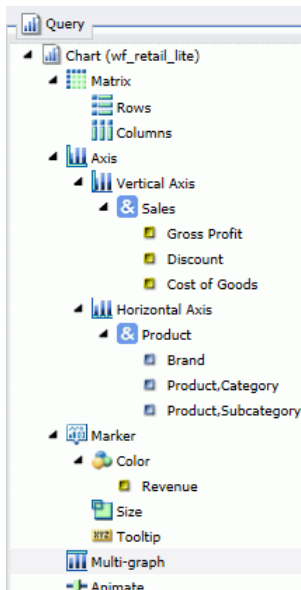 Query
Chart (wf_retail_lite)
Matrix
Rows
Columns
Axis
Vertical Axis
& Sales
Gross Profit
Discount
Cost of Goods
Horizontal Axis
& Product
Brand
Product,Category
Product,Subcategory
Marker
Color
Revenue
Size
XYZ Tooltip
Multi-graph
Animate